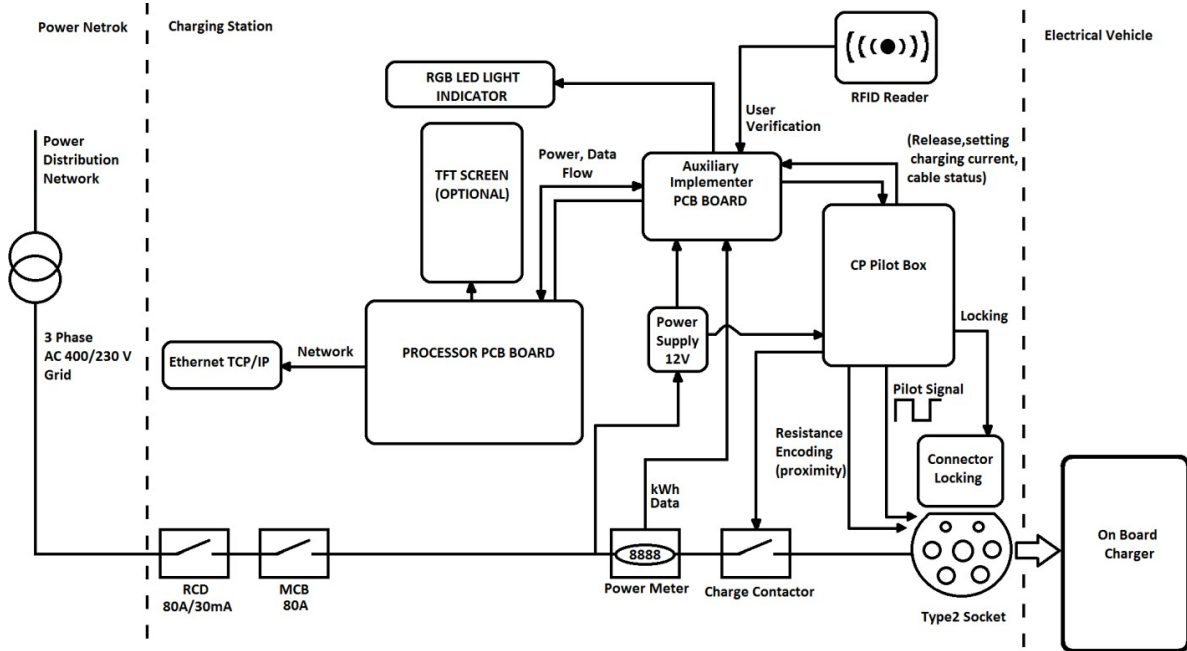 Power Netrok
Charging Station
Electrical Vehicle
RGB LED LIGHT
INDICATOR
RFID Reader
User
Verification
Power
Distribution
Network
TFT SCREEN
(OPTIONAL)
Power, Data
Flow
Auxiliary
Implementer
PCB BOARD
(Release,setting
charging current,
cable status)
CP Pilot Box
3 Phase
AC 400/230 V
Grid
Ethernet TCP/IP
Network
PROCESSOR PCB BOARD
Power
Supply
12V
Locking
Pilot Signal
Resistance
Encoding
(proximity)
Connector
Locking
kWh
Data
On Board
Charger
8888
RCD
80A/30mA
MCB
80A
Power Meter
Charge Contactor
Type2 Socket